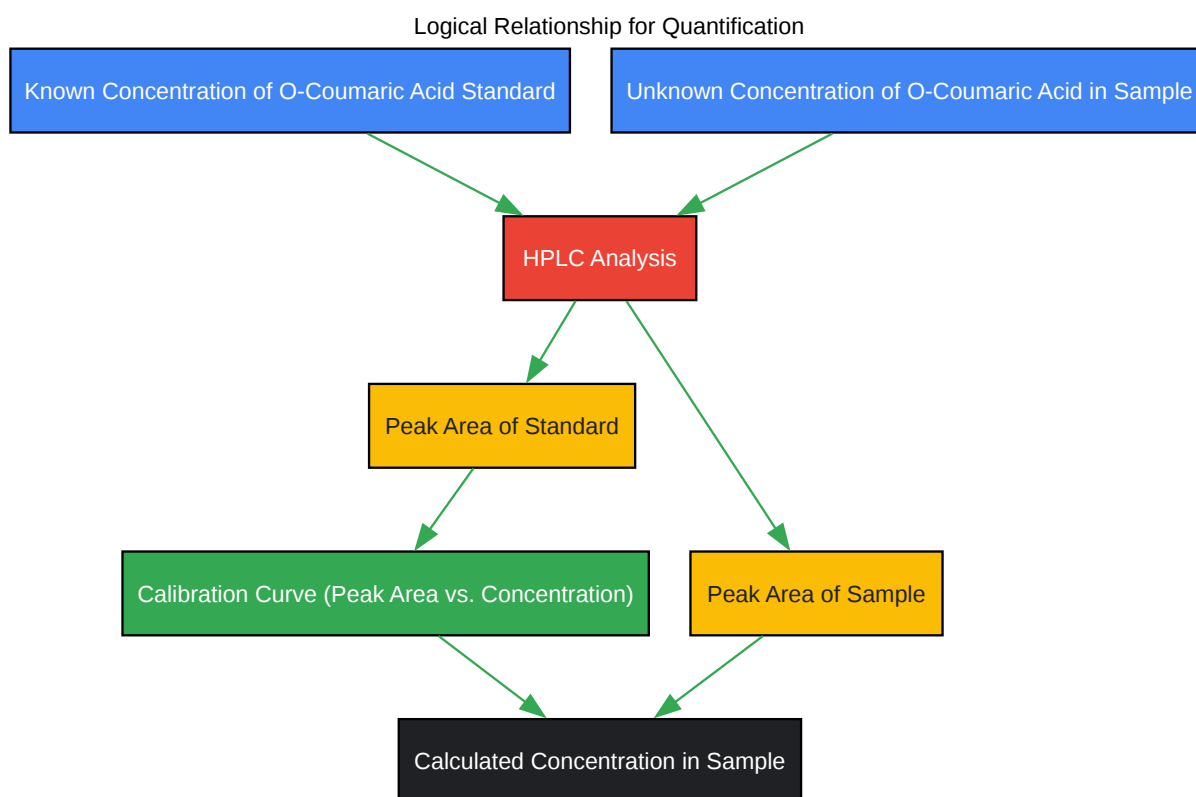 Logical Relationship for Quantification
Known Concentration of O-Coumaric Acid Standard
Unknown Concentration of O-Coumaric Acid in Sample
HPLC Analysis
Peak Area of Standard
Calibration Curve (Peak Area vs. Concentration)
Peak Area of Sample
Calculated Concentration in Sample